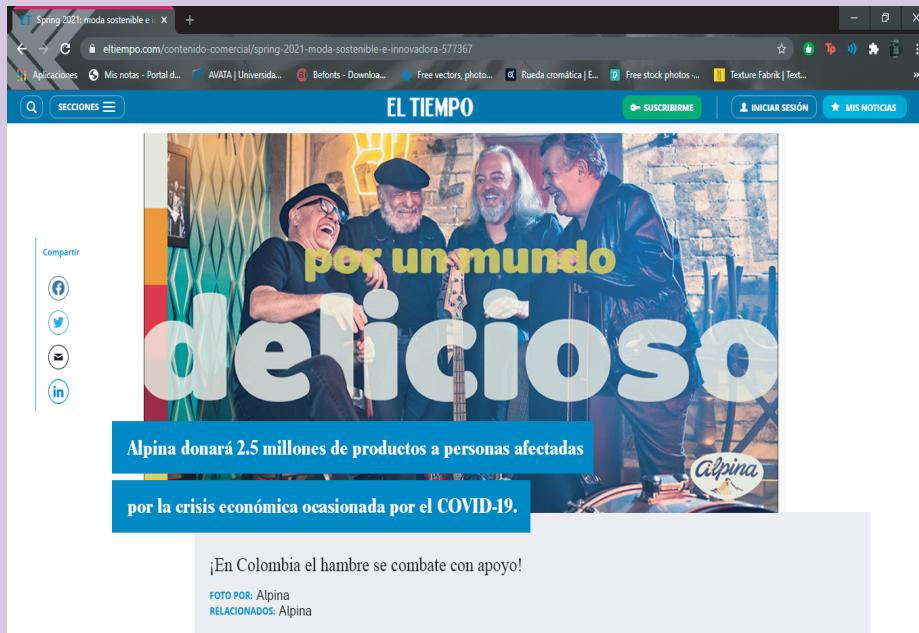 Spring 2021: moda sostenible e i
eltiempo.com/contenido-comercial/spring-2021-moda-sostenible-e-innovadora-577367
Aplicaciones Mis notas - Portal d... AVATA | Universida... Befonts - Downloa... Free vectors, photo... Rueda cromática | E... Free stock photos -... Texture Fabrik | Text...
SECCIONES EL TIEMPO SUSCRIBIRME INICIAR SESIÓN MIS NOTICIAS
Compartir
por un mundo
delicioso
Alpina donará 2.5 millones de productos a personas afectadas
alpina
por la crisis económica ocasionada por el COVID-19.
¡En Colombia el hambre se combate con apoyo!
FOTO POR: Alpina
RELACIONADOS: Alpina